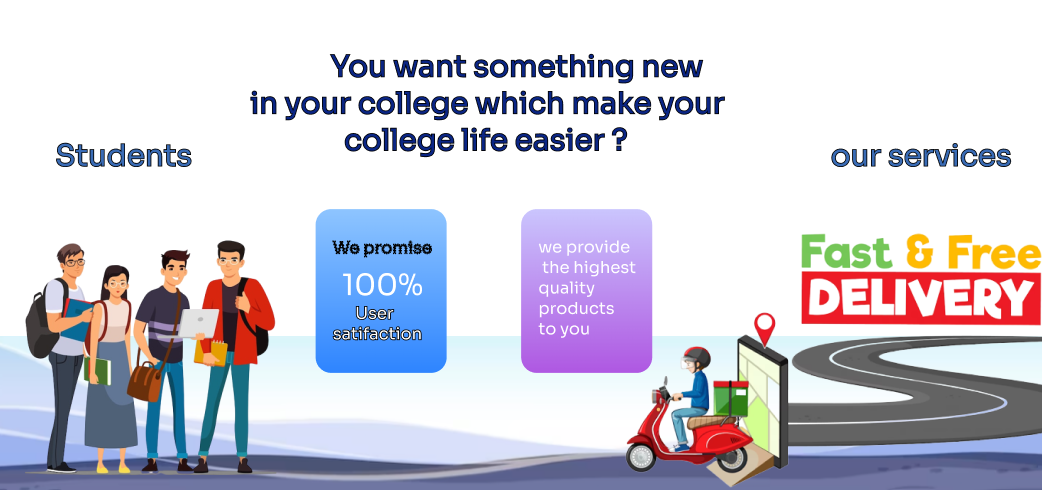 You want something new
in your college which make your
college life easier ?
Students
our services
We promise
100%
User
satifaction
we provide
the highest
quality
products
to you
Fast & Free
DELIVERY